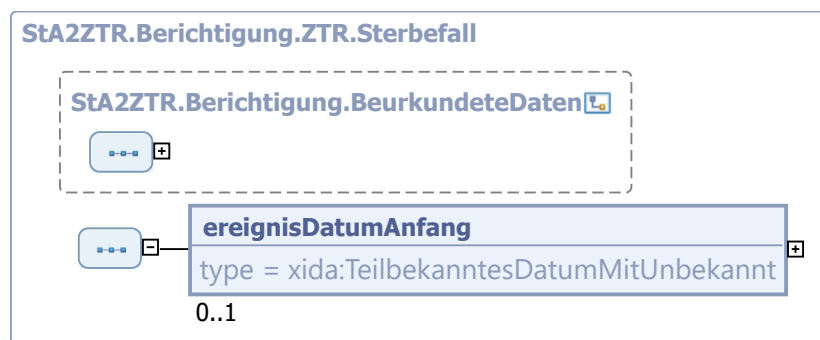 StA2ZTR.Berichtigung.ZTR.Sterbefall
StA2ZTR.Berichtigung.BeurkundeteDaten
ereignisDatumAnfang
type = xida:TeilbekanntesDatumMitUnbekannt
0..1